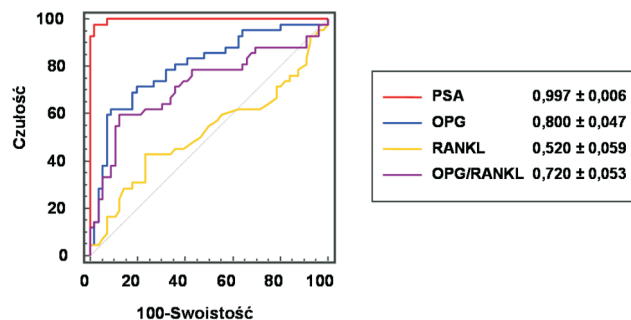 100
80
60
40
20
0
Czułość
0 20 40 60 80 100
100-Swoistość
PSA 0,997 ± 0,006
OPG 0,800 ± 0,047
RANKL 0,520 ± 0,059
OPG/RANKL 0,720 ± 0,053